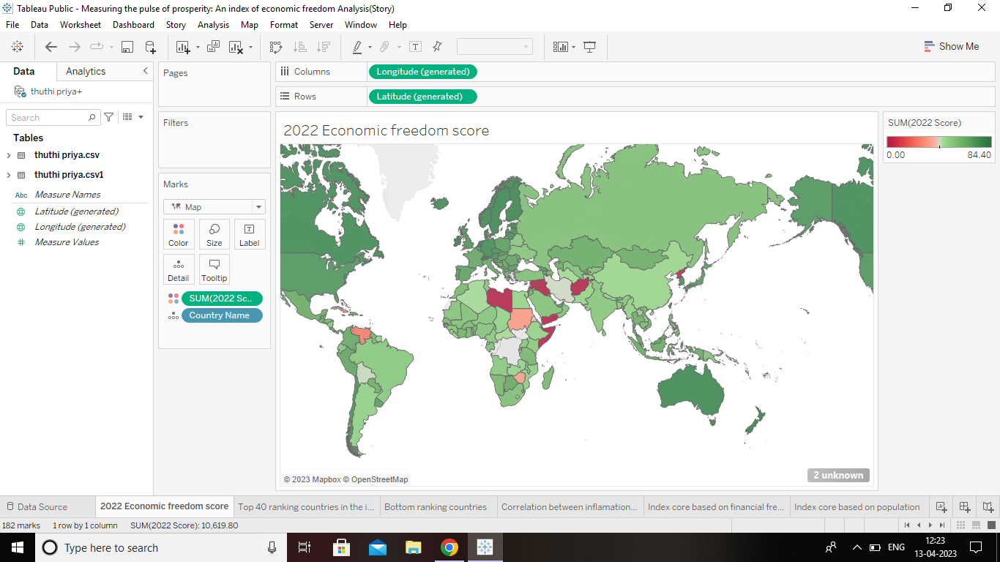 Tableau Public - Measuring the pulse of prosperity: An index of economic freedom Analysis(Story)
File Data Worksheet Dashboard Story Analysis Map Format Server Window Help
Show Me
Data Analytics
thuthi priya+
Search
Tables
thuthi priya.csv
thuthi priya.csv1
Abc Measure Names
Latitude (generated)
Longitude (generated)
Measure Values
Pages
Filters
Marks
Map
Color Size Label
Detail Tooltip
SUM(2022 Sc..
Country Name
Columns Longitude (generated)
Rows Latitude (generated)
2022 Economic freedom score
© 2023 Mapbox © OpenStreetMap
2 unknown
SUM(2022 Score)
0.00 84.40
Data Source 2022 Economic freedom score Top 40 ranking countries in the i... Bottom ranking countries Correlation between inflamation... Index core based on financial fre... Index core based on population
182 marks 1 row by 1 column SUM(2022 Score): 10,619.80
Type here to search
ENG
12:23
13-04-2023